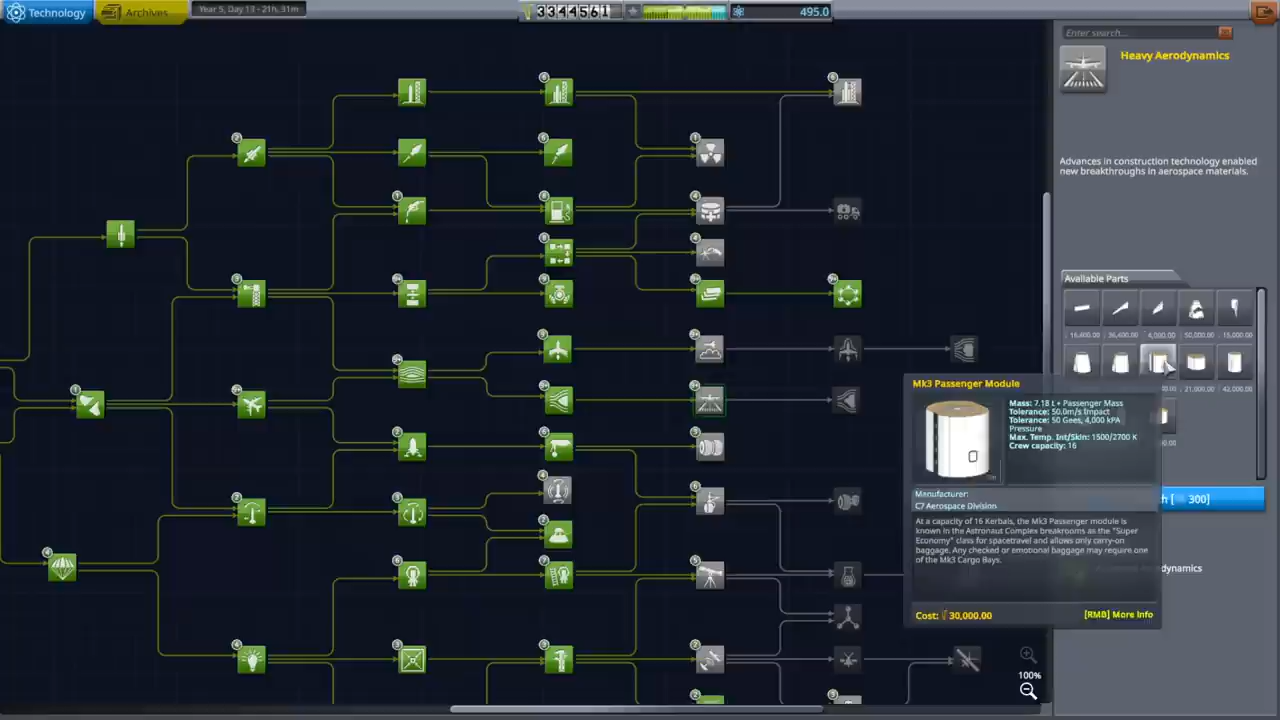 Technology
Archives
Year 5, Day 13 - 21h, 31m
3344561
495.0
Enter search...
Heavy Aerodynamics
Advances in construction technology enabled
new breakthroughs in aerospace materials.
Available Parts
16,400.00 36,400.00 4,000.00 50,000.00 15,000.00
21,000.00 42,000.00
Mk3 Passenger Module
Mass: 7.18 t + Passenger Mass
Tolerance: 50.0m/s Impact
Tolerance: 50 Gees, 4,000 kPa
Pressure
Max. Temp. Int/Skin: 1500/2700 K
Crew capacity: 16
Manufacturer:
C7 Aerospace Division
At a capacity of 16 Kerbals, the Mk3 Passenger module is
known in the Astronaut Complex breakrooms as the "Super
Economy" class for spacetravel and allows only carry-on
baggage. Any checked or emotional baggage may require one
of the Mk3 Cargo Bays.
Cost: 30,000.00
[RMB] More Info
h [ 300]
dynamics
100%